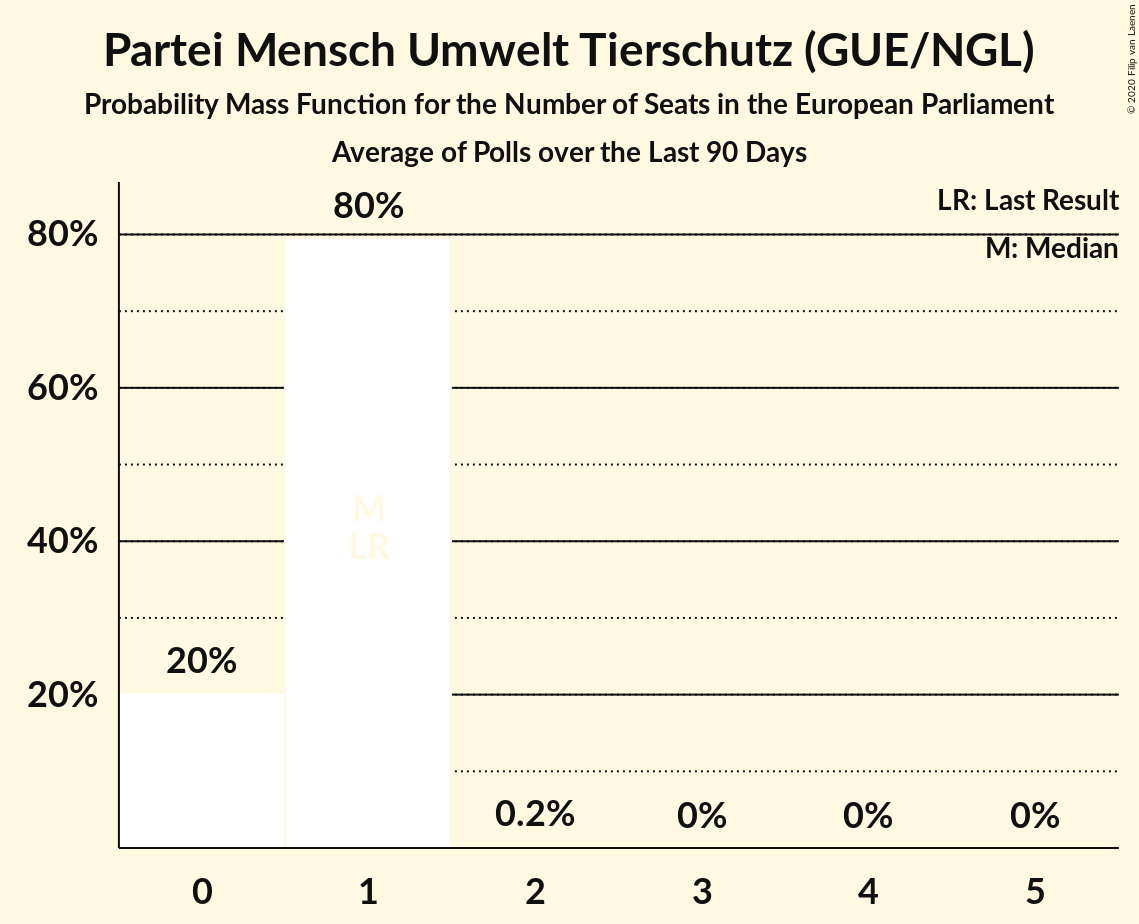 Partei Mensch Umwelt Tierschutz (GUE/NGL)
Probability Mass Function for the Number of Seats in the European Parliament
Average of Polls over the Last 90 Days
© 2020 Filip van Laenen
LR: Last Result
M: Median
80%
60%
40%
20%
20%
80%
M
LR
0.2%
0%
0%
0%
0
1
2
3
4
5